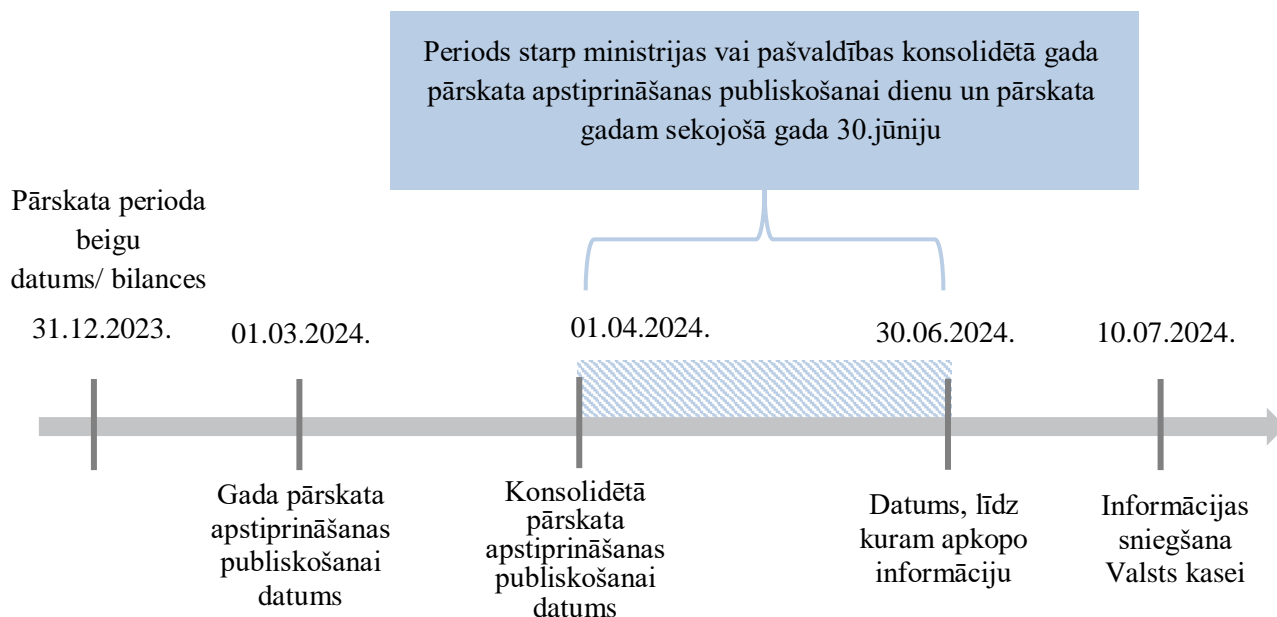 Periods starp ministrijas vai pašvaldības konsolidētā gada
pārskata apstiprināšanas publiskošanai dienu un pārskata
gadam sekojošā gada 30.jūniju
Pārskata perioda
beigu
datums/ bilances
31.12.2023.
01.03.2024.
01.04.2024.
30.06.2024.
10.07.2024.
Gada pārskata
apstiprināšanas
publiskošanai
datums
Konsolidētā
pārskata
apstiprināšanas
publiskošanai
datums
Datums, līdz
kuram apkopo
informāciju
Informācijas
sniegšana
Valsts kasei